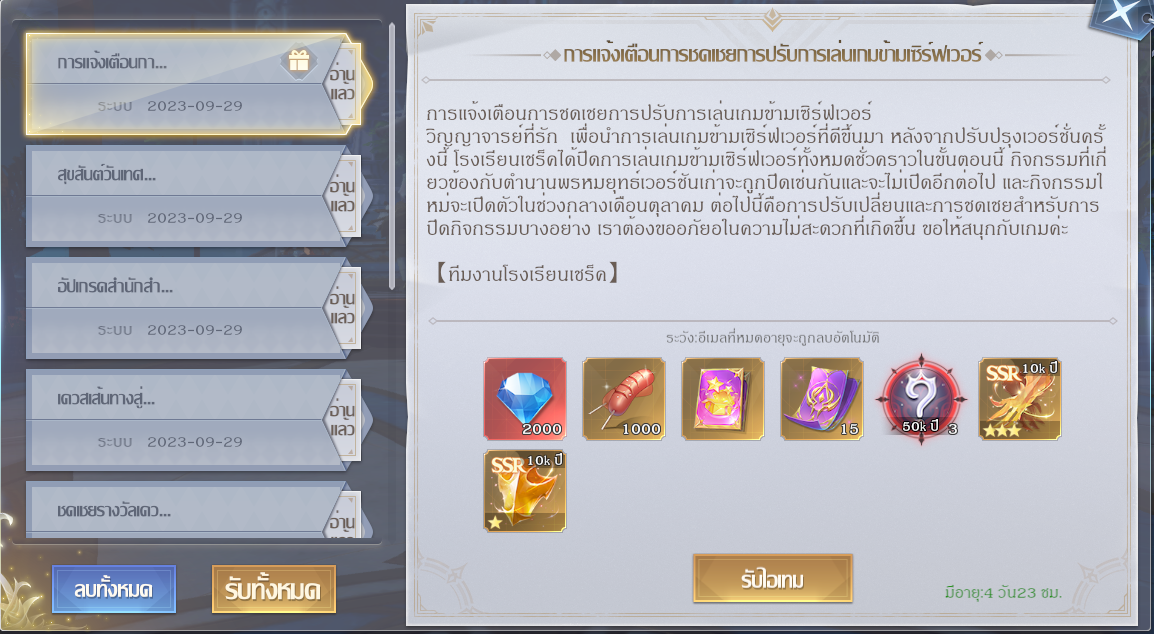 การแจ้งเตือนกา...
ระบบ 2023-09-29
อ่าน
แล้ว
สุขสันต์วันเทศ...
ระบบ 2023-09-29
อ่าน
แล้ว
อัปเกรดสำนักสำ...
ระบบ 2023-09-29
อ่าน
แล้ว
เควสเส้นทางสู่...
ระบบ 2023-09-29
อ่าน
แล้ว
ชดเชยรางวัลเคว...
อ่าน
ลบทั้งหมด
รับทั้งหมด
การแจ้งเตือนการชดเชยการปรับการเล่นเกมข้ามเซิร์ฟเวอร์
การแจ้งเตือนการชดเชยการปรับการเล่นเกมข้ามเซิร์ฟเวอร์
วิญญาจารย์ที่รัก เพื่อนำการเล่นเกมข้ามเซิร์ฟเวอร์ที่ดีขึ้นมา หลังจากปรับปรุงเวอร์ชั่นครั้
งนี้ โรงเรียนเชร็คได้ปิดการเล่นเกมข้ามเซิร์ฟเวอร์ทั้งหมดชั่วคราวในขั้นตอนนี้ กิจกรรมที่เกี่
ยวข้องกับตำนานพรหมยุทธ์เวอร์ชันเก่าจะถูกปิดเช่นกันและจะไม่เปิดอีกต่อไป และกิจกรรมใ
หม่จะเปิดตัวในช่วงกลางเดือนตุลาคม ต่อไปนี้คือการปรับเปลี่ยนและการชดเชยสำหรับการ
ปิดกิจกรรมบางอย่าง เราต้องขออภัยอในความไม่สะดวกที่เกิดขึ้น ขอให้สนุกกับเกมค่ะ
【ทีมงานโรงเรียนเชร็ค】
ระวัง:อีเมลที่หมดอายุจะถูกลบอัตโนมัติ
2000
1000
15
50k ปี 3
SSR 10k ปี
SSR 10k ปี
รับไอเทม
มีอายุ:4 วัน23 ชม.